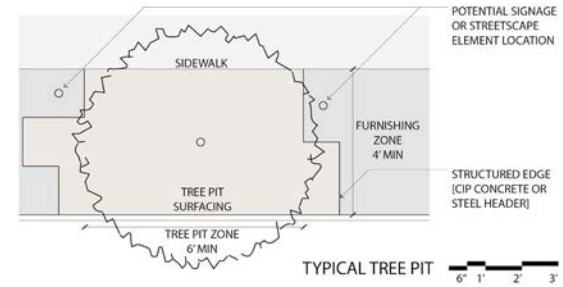 POTENTIAL SIGNAGE
OR STREETSCAPE
ELEMENT LOCATION
SIDEWALK
FURNISHING
ZONE
4' MIN
STRUCTURED EDGE
[CIP CONCRETE OR
STEEL HEADER]
TREE PIT
SURFACING
TREE PIT ZONE
6' MIN
TYPICAL TREE PIT
6" 1' 2' 3'